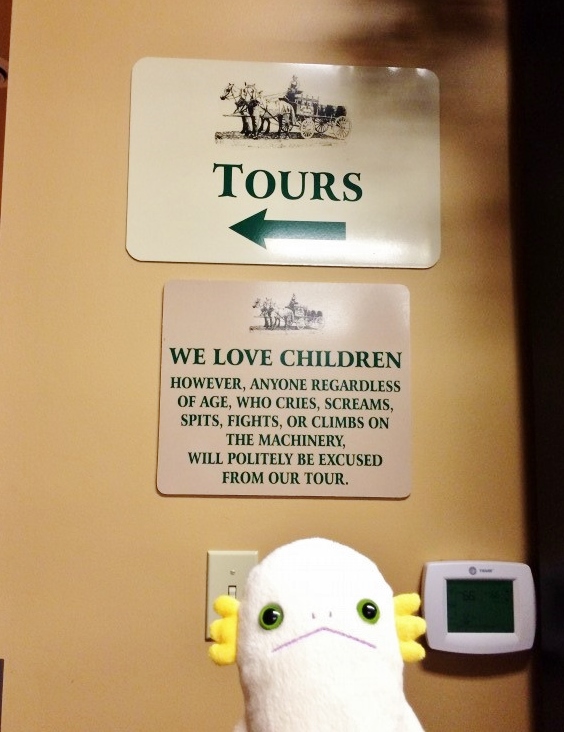 TOURS
WE LOVE CHILDREN
HOWEVER, ANYONE REGARDLESS
OF AGE, WHO CRIES, SCREAMS,
SPITS, FIGHTS, OR CLIMBS ON
THE MACHINERY,
WILL POLITELY BE EXCUSED
FROM OUR TOUR.